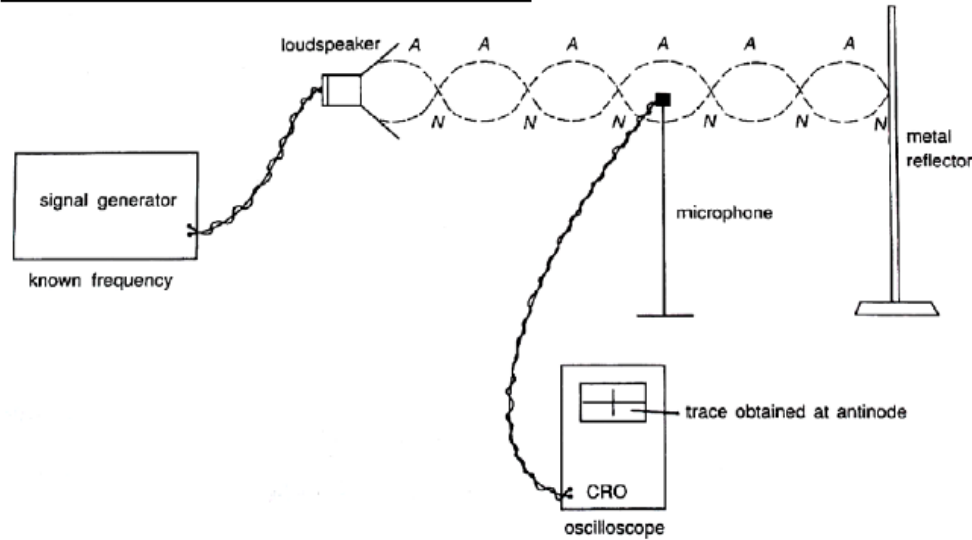 loudspeaker
A A A A A A
N N N N N N
metal
reflector
signal generator
microphone
known frequency
trace obtained at antinode
CRO
oscilloscope